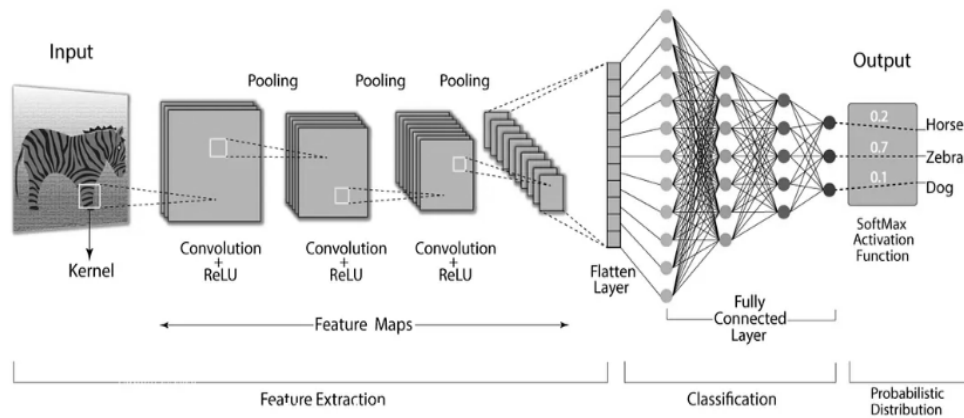 Input
Kernel
Pooling
Pooling
Pooling
Convolution
+
ReLU
Convolution
+
ReLU
Convolution
+
ReLU
Feature Maps
Flatten
Layer
Fully
Connected
Layer
Output
0.2
Horse
0.7
Zebra
0.1
Dog
SoftMax
Activation
Function
Feature Extraction
Classification
Probabilistic
Distribution